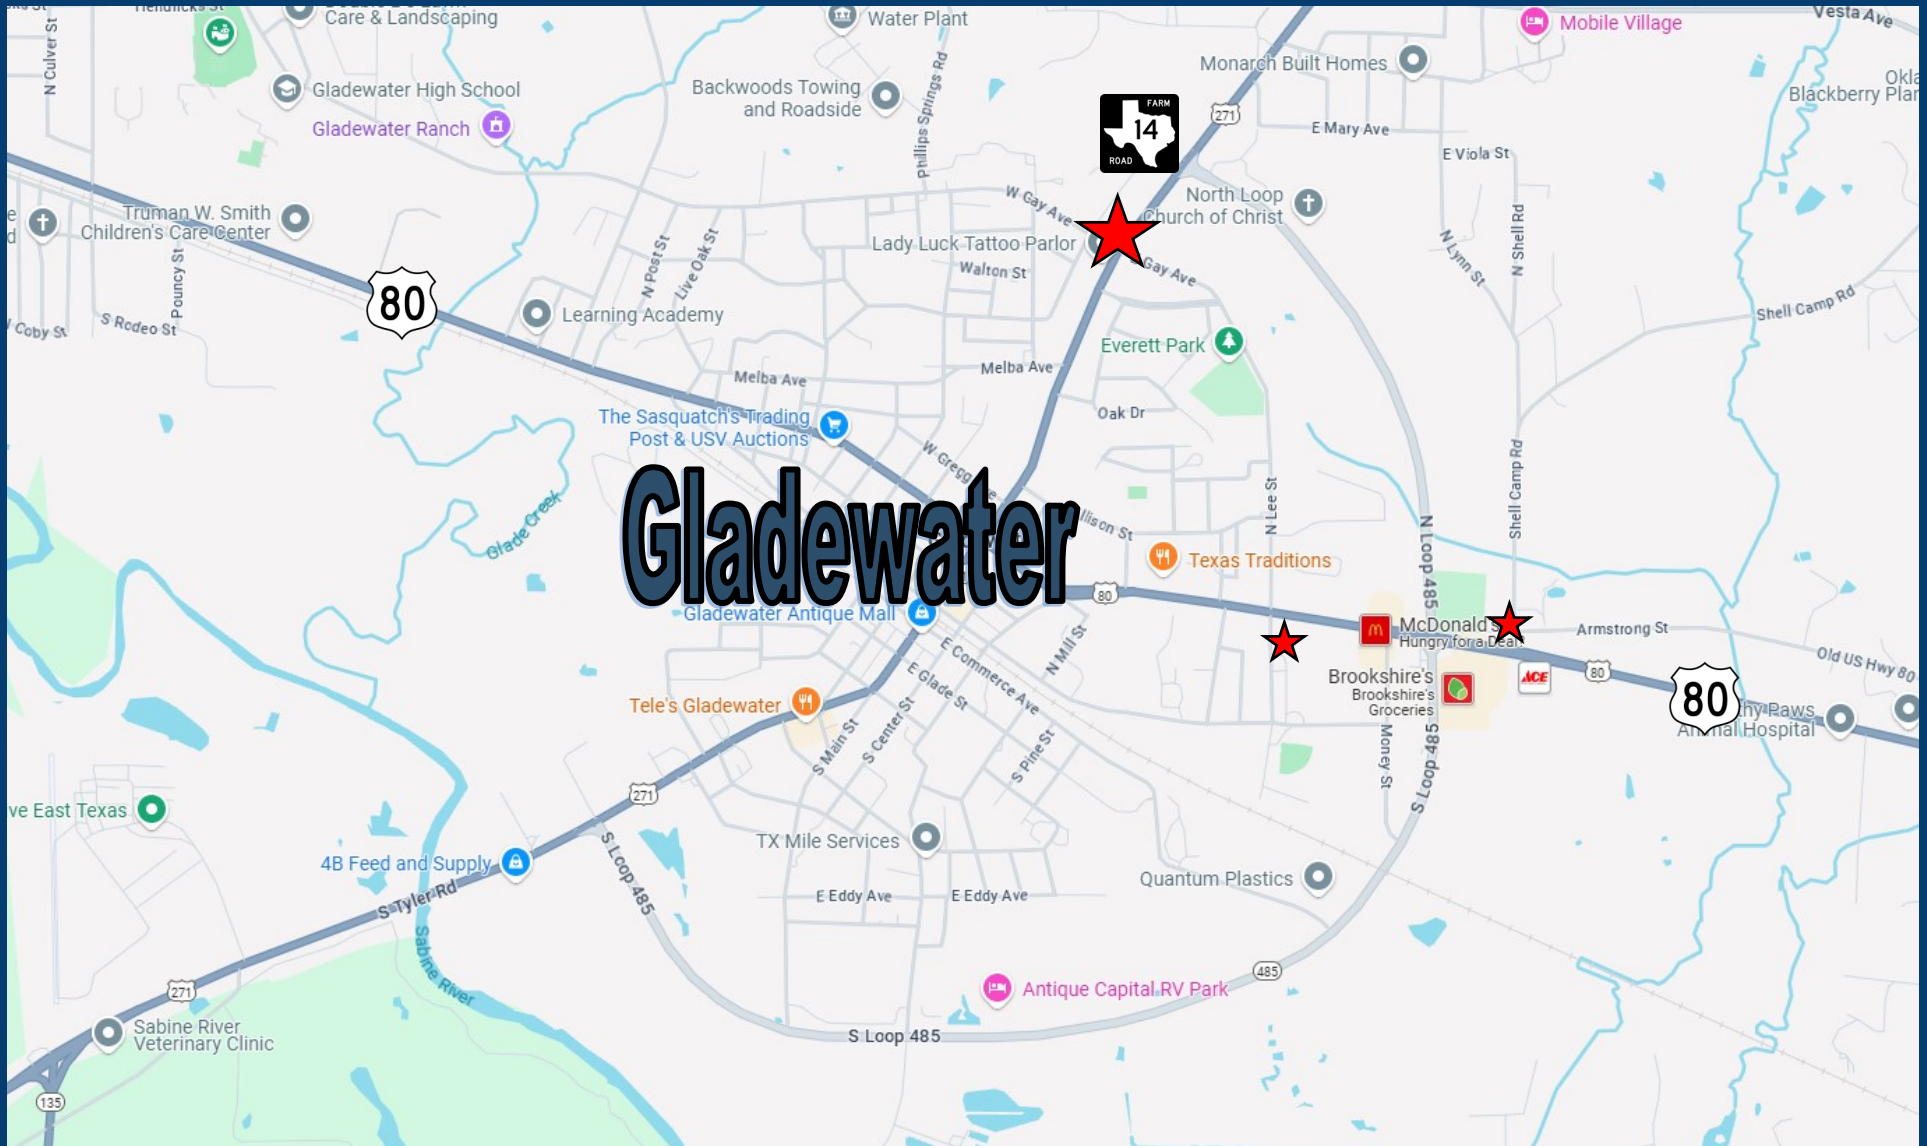 Hendricks St
Care & Landscaping
Water Plant
Mobile Village
Vesta Ave
N Culver St
Monarch Built Homes
Gladewater High School
Backwoods Towing
and Roadside
Phillips Springs Rd
Blackberry
FARM
14
ROAD
271
Gladewater Ranch
E Mary Ave
E Viola St
W Gay Ave
North Loop
Church of Christ
N Shell Rd
Truman W. Smith
Children's Care Center
Pouncy St
N Post St
Live Oak St
Lady Luck Tattoo Parlor
Walton St
Gay Ave
N Lynn St
80
Coby St
S Rodeo St
Learning Academy
Shell Camp Rd
Everett Park
Melba Ave
Melba Ave
The Sasquatch's Trading
Post & USV Auctions
Oak Dr
W Gregg
Shell Camp Rd
Gladewater
Glade Creek
N Lee St
Texas Traditions
N Loop 485
80
Gladewater Antique Mall
McDonald's
Hungry for a Deal
Armstrong St
Old US Hwy 80
N Mill St
E Commerce Ave
E Glade St
Brookshire's
Brookshire's
Groceries
ACE
80
80
Paws
Animal Hospital
Tele's Gladewater
S Main St
S Center St
S Pine St
Money St
S Loop 485
271
ve East Texas
TX Mile Services
4B Feed and Supply
S Loop 485
Quantum Plastics
S Tyler Rd
E Eddy Ave
E Eddy Ave
Sabine River
271
485
Antique Capital RV Park
Sabine River
Veterinary Clinic
S Loop 485
135